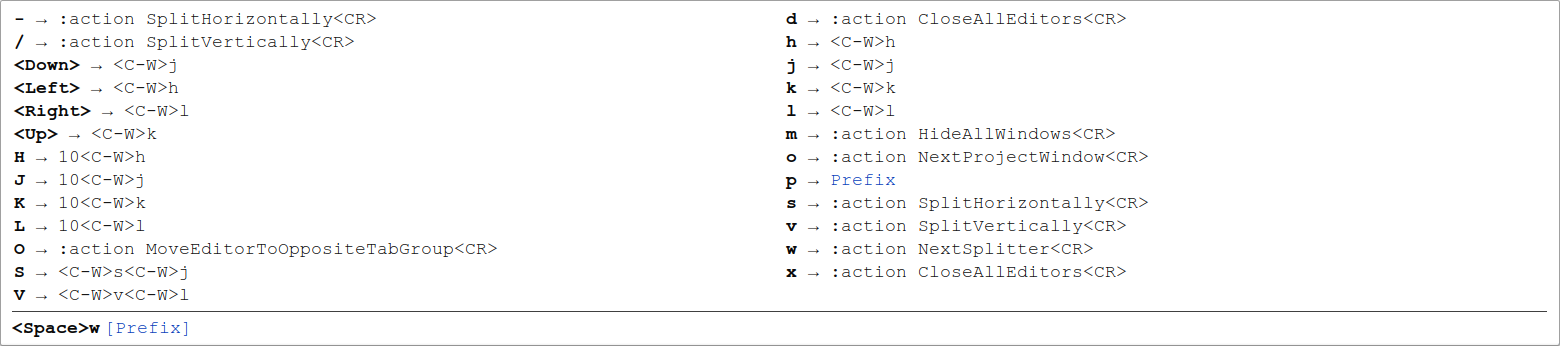 - → :action SplitHorizontally<CR>
/ → :action SplitVertically<CR>
<Down> → <C-W>j
<Left> → <C-W>h
<Right> → <C-W>l
<Up> → <C-W>k
H → 10<C-W>h
J → 10<C-W>j
K → 10<C-W>k
L → 10<C-W>l
O → :action MoveEditorToOppositeTabGroup<CR>
S → <C-W>s<C-W>j
V → <C-W>v<C-W>l
d → :action CloseAllEditors<CR>
h → <C-W>h
j → <C-W>j
k → <C-W>k
l → <C-W>l
m → :action HideAllWindows<CR>
o → :action NextProjectWindow<CR>
p → Prefix
s → :action SplitHorizontally<CR>
v → :action SplitVertically<CR>
w → :action NextSplitter<CR>
x → :action CloseAllEditors<CR>
<Space>w [Prefix]